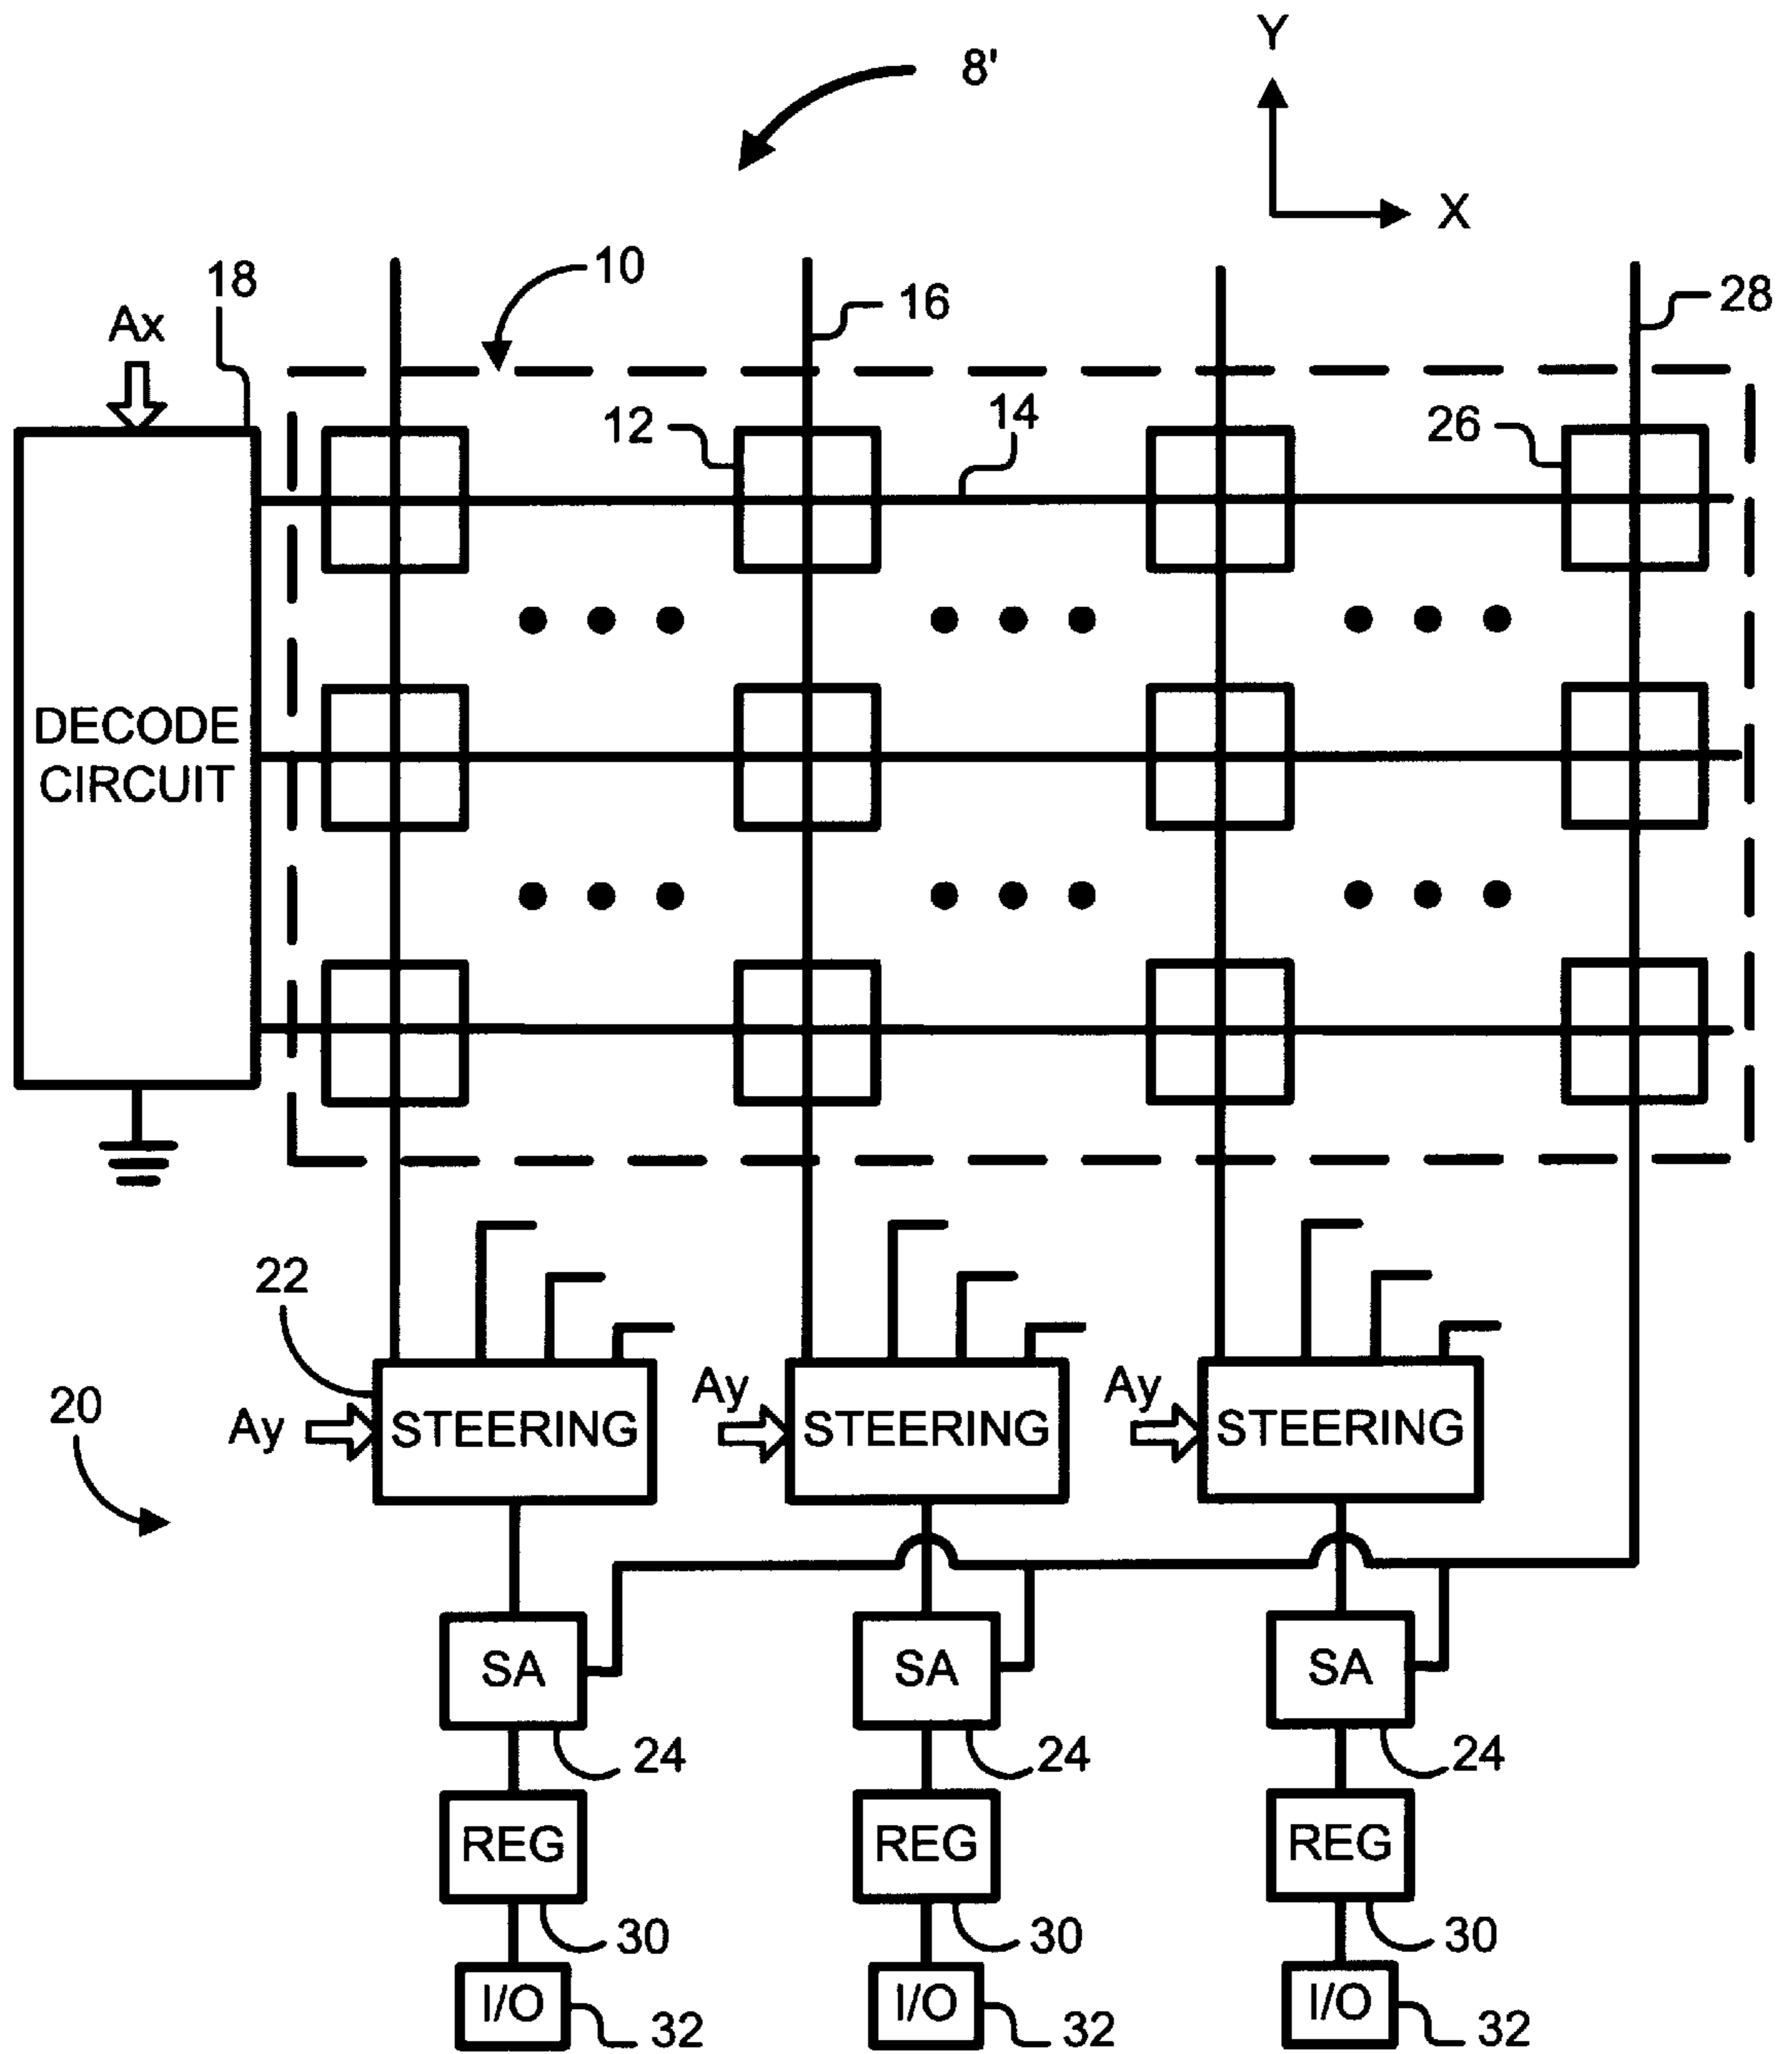 Y
8'
X
18
10
16
28
Ax
12
14
26
DECODE
CIRCUIT
22
Ay
STEERING
Ay
STEERING
Ay
STEERING
20
SA
SA
SA
24
24
24
REG
REG
REG
30
30
30
I/O
I/O
I/O
32
32
32